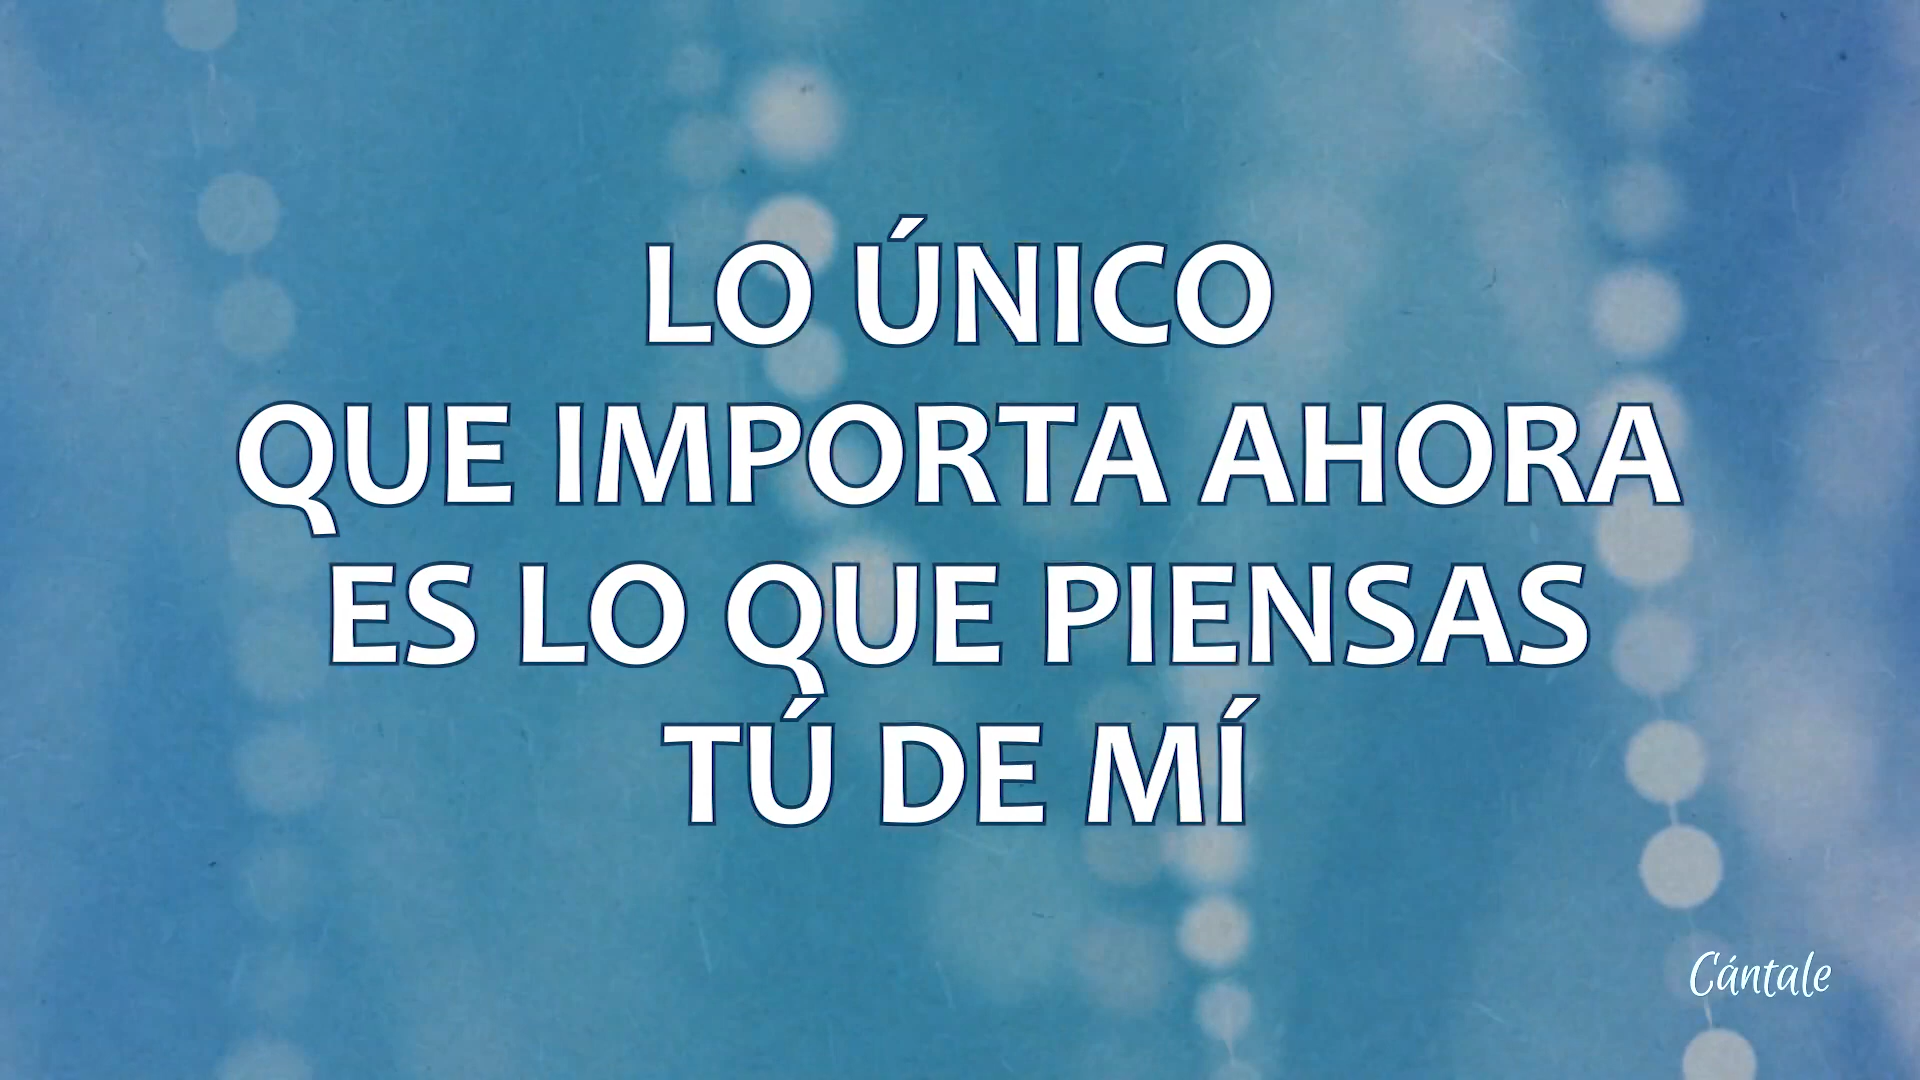 LO ÚNICO
QUE IMPORTA AHORA
ES LO QUE PIENSAS
TÚ DE MÍ
Cántale